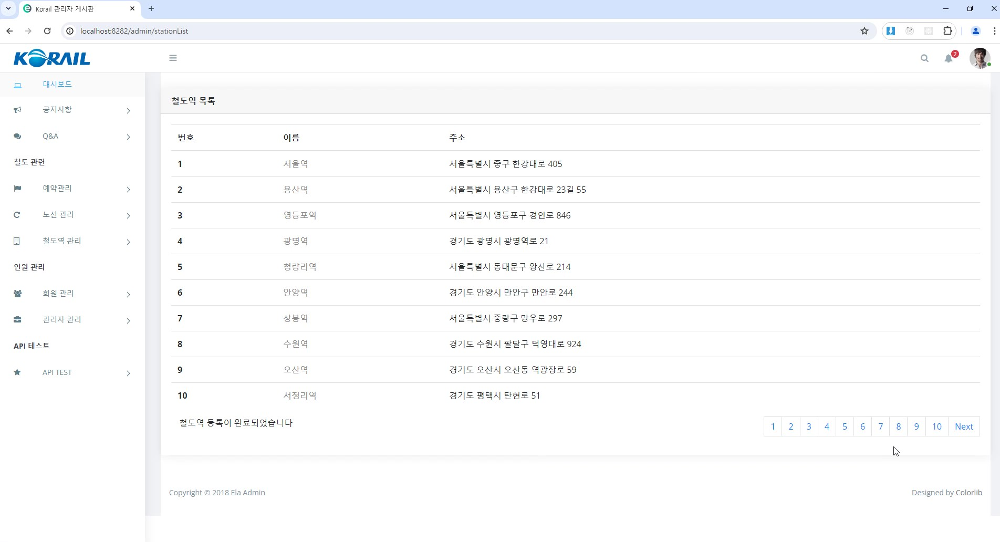 Korail 관리자 게시판
localhost:8282/admin/stationList
KORAIL
2
대시보드
공지사항
Q&A
철도 관련
예약관리
노선 관리
철도역 관리
인원 관리
회원 관리
관리자 관리
API 테스트
API TEST
철도역 목록
번호 이름 주소
1 서울역 서울특별시 중구 한강대로 405
2 용산역 서울특별시 용산구 한강대로 23길 55
3 영등포역 서울특별시 영등포구 경인로 846
4 광명역 경기도 광명시 광명역로 21
5 청량리역 서울특별시 동대문구 왕산로 214
6 안양역 경기도 안양시 만안구 만안로 244
7 상봉역 서울특별시 중랑구 망우로 297
8 수원역 경기도 수원시 팔달구 덕영대로 924
9 오산역 경기도 오산시 오산동 역광장로 59
10 서정리역 경기도 평택시 탄현로 51
철도역 등록이 완료되었습니다
1 2 3 4 5 6 7 8 9 10 Next
Copyright © 2018 Ela Admin
Designed by Colorlib